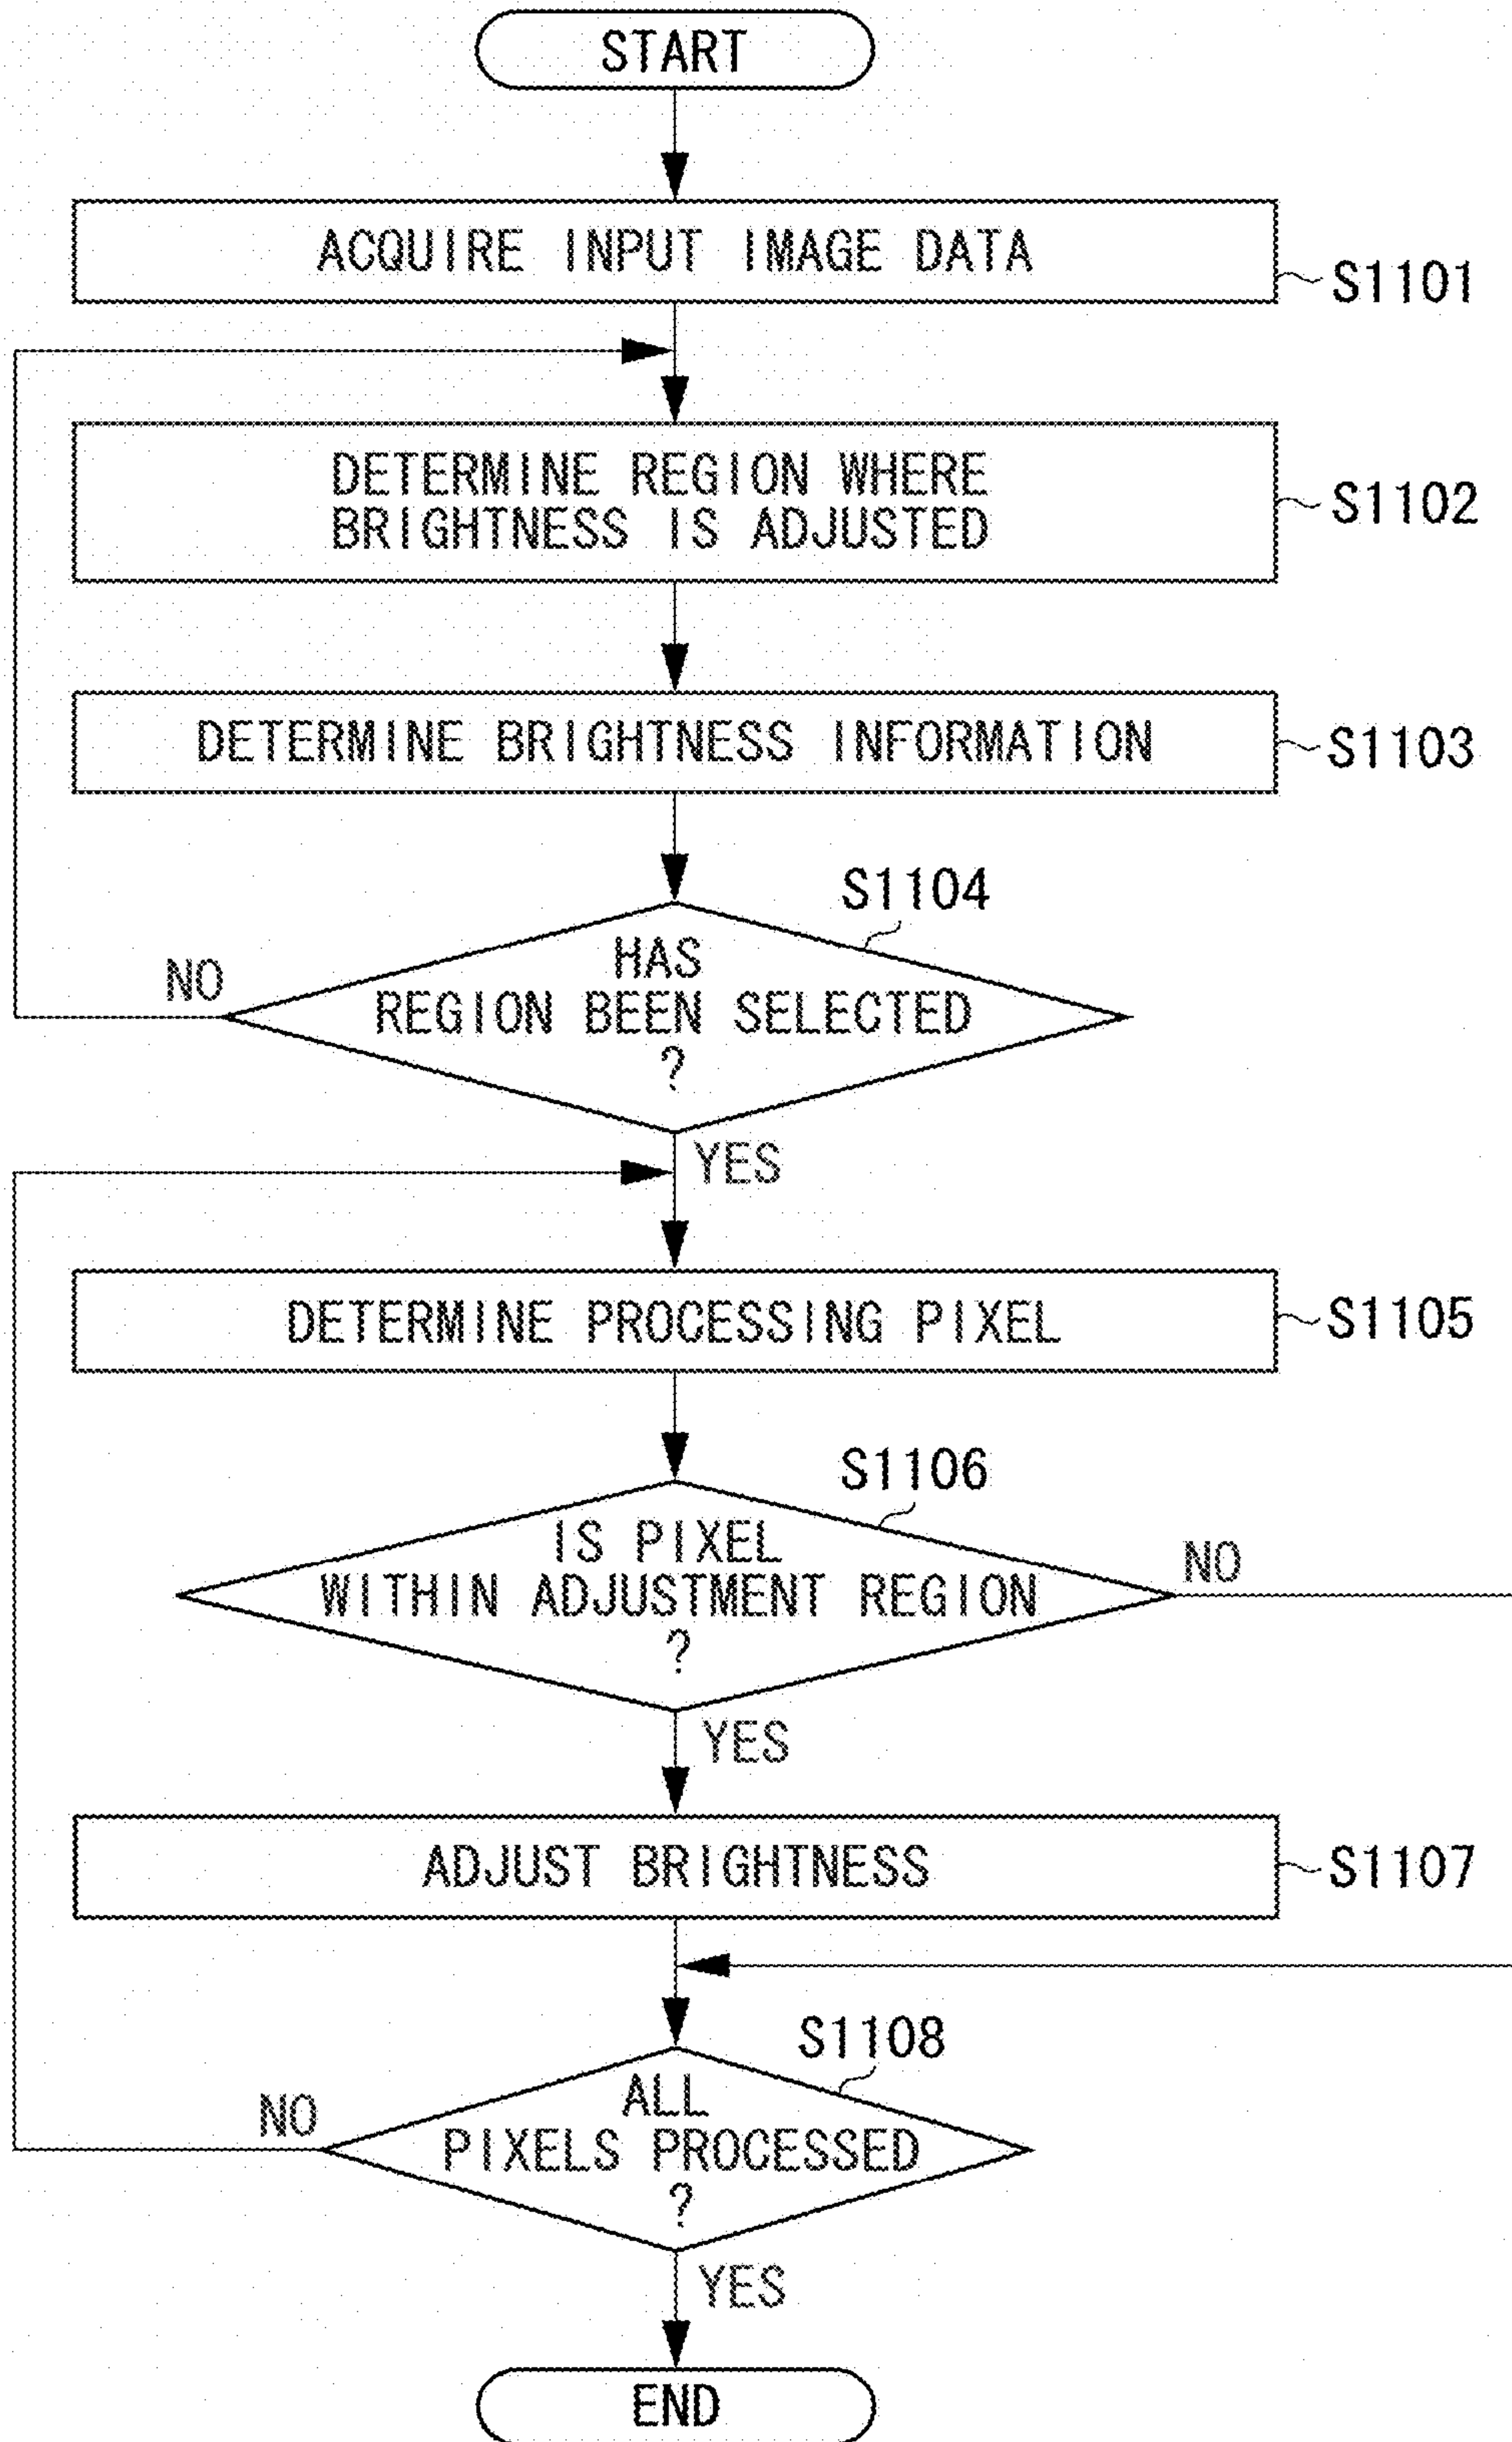 START
ACQUIRE INPUT IMAGE DATA
S1101
DETERMINE REGION WHERE
BRIGHTNESS IS ADJUSTED
S1102
DETERMINE BRIGHTNESS INFORMATION
S1103
S1104
HAS
REGION BEEN SELECTED
?
NO
YES
DETERMINE PROCESSING PIXEL
S1105
S1106
IS PIXEL
WITHIN ADJUSTMENT REGION
?
NO
YES
ADJUST BRIGHTNESS
S1107
S1108
ALL
PIXELS PROCESSED
?
NO
YES
END